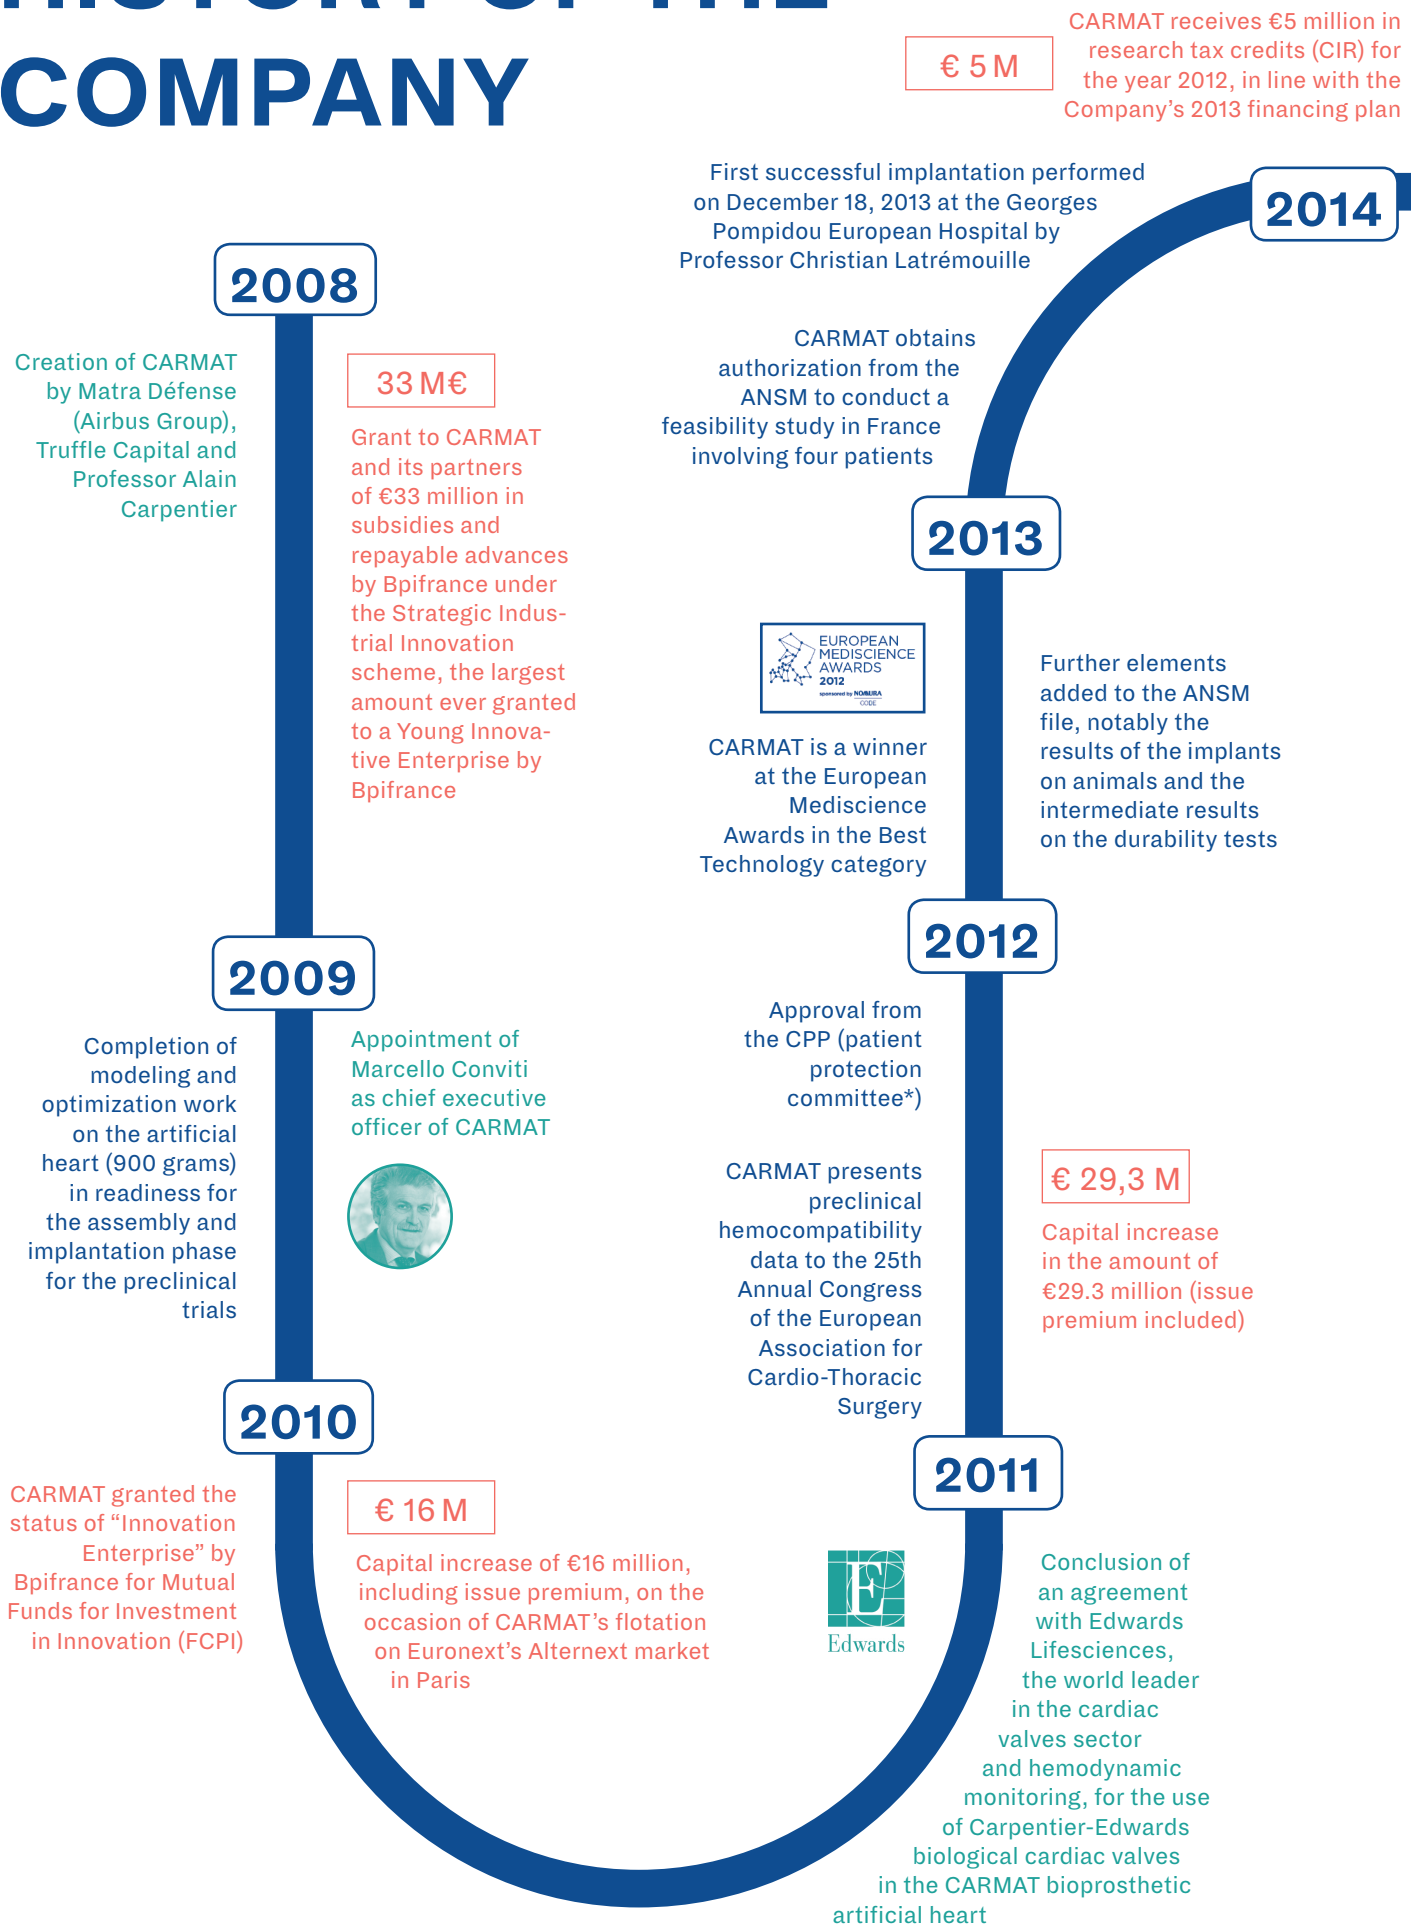 HISTORY OF THE
COMPANY
2008
Creation of CARMAT
by Matra Défense
(Airbus Group),
Truffle Capital and
Professor Alain
Carpentier
33 M€
Grant to CARMAT
and its partners
of €33 million in
subsidies and
repayable advances
by Bpifrance under
the Strategic Indus-
trial Innovation
scheme, the largest
amount ever granted
to a Young Innova-
tive Enterprise by
Bpifrance
2009
Completion of
modeling and
optimization work
on the artificial
heart (900 grams)
in readiness for
the assembly and
implantation phase
for the preclinical
trials
Appointment of
Marcello Conviti
as chief executive
officer of CARMAT
2010
CARMAT granted the
status of “Innovation
Enterprise” by
Bpifrance for Mutual
Funds for Investment
in Innovation (FCPI)
€ 16 M
Capital increase of €16 million,
including issue premium, on the
occasion of CARMAT’s flotation
on Euronext’s Alternext market
in Paris
E
Edwards
Conclusion of
an agreement
with Edwards
Lifesciences,
the world leader
in the cardiac
valves sector
and hemodynamic
monitoring, for the use
of Carpentier-Edwards
biological cardiac valves
in the CARMAT bioprosthetic
artificial heart
2011
Approval from
the CPP (patient
protection
committee*)
CARMAT presents
preclinical
hemocompatibility
data to the 25th
Annual Congress
of the European
Association for
Cardio-Thoracic
Surgery
€ 29,3 M
Capital increase
in the amount of
€29.3 million (issue
premium included)
2012
EUROPEAN
MEDISCIENCE
AWARDS
2012
sponsored by NOMURA
CODE
CARMAT is a winner
at the European
Mediscience
Awards in the Best
Technology category
Further elements
added to the ANSM
file, notably the
results of the implants
on animals and the
intermediate results
on the durability tests
2013
CARMAT obtains
authorization from the
ANSM to conduct a
feasibility study in France
involving four patients
First successful implantation performed
on December 18, 2013 at the Georges
Pompidou European Hospital by
Professor Christian Latrémouille
€ 5 M
CARMAT receives €5 million in
research tax credits (CIR) for
the year 2012, in line with the
Company’s 2013 financing plan
2014